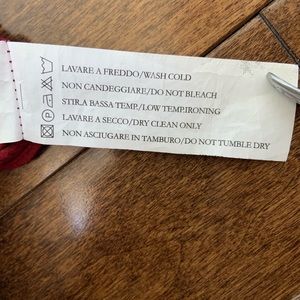 LAVARE A FREDDO/WASH COLD
NON CANDEGGIARE/DO NOT BLEACH
STIR.A BASSA TEMP./LOW TEMP.IRONING
LAVARE A SECCO/DRY CLEAN ONLY
NON ASCIUGARE IN TAMBURO/DO NOT TUMBLE DRY